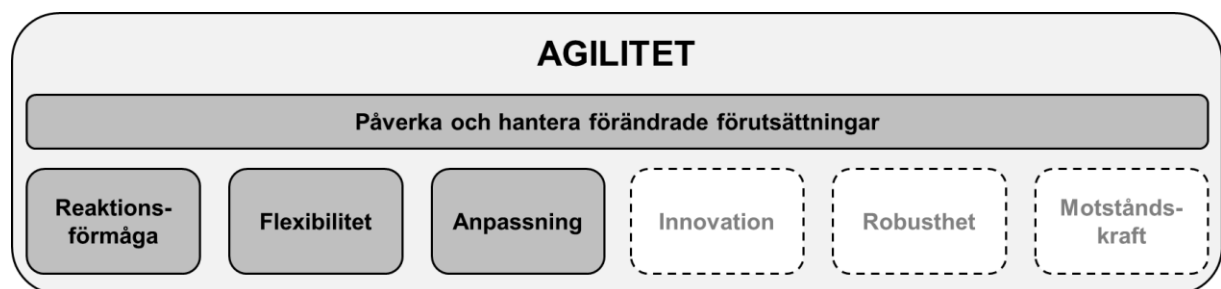 AGILITET
Påverka och hantera förändrade förutsättningar
Reaktions-
förmåga
Flexibilitet
Anpassning
Innovation
Robusthet
Motstånds-
kraft